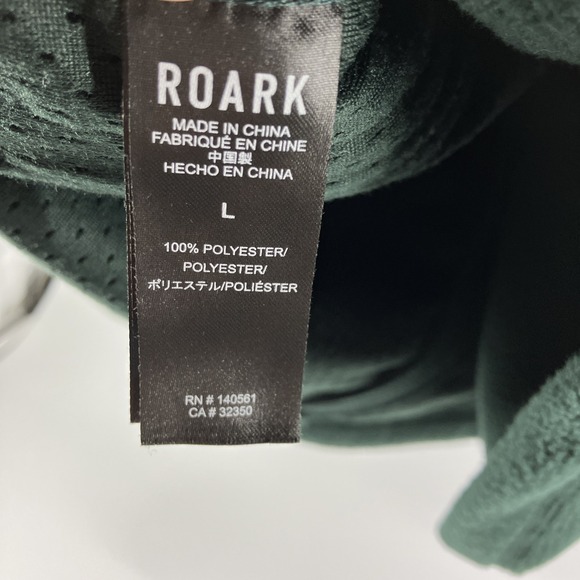 ROARK
MADE IN CHINA
FABRIQUÉ EN CHINE
中国製
HECHO EN CHINA
L
100% POLYESTER/
POLYESTER/
ポリエステル/POLIÉSTER
RN # 140561
CA # 32350